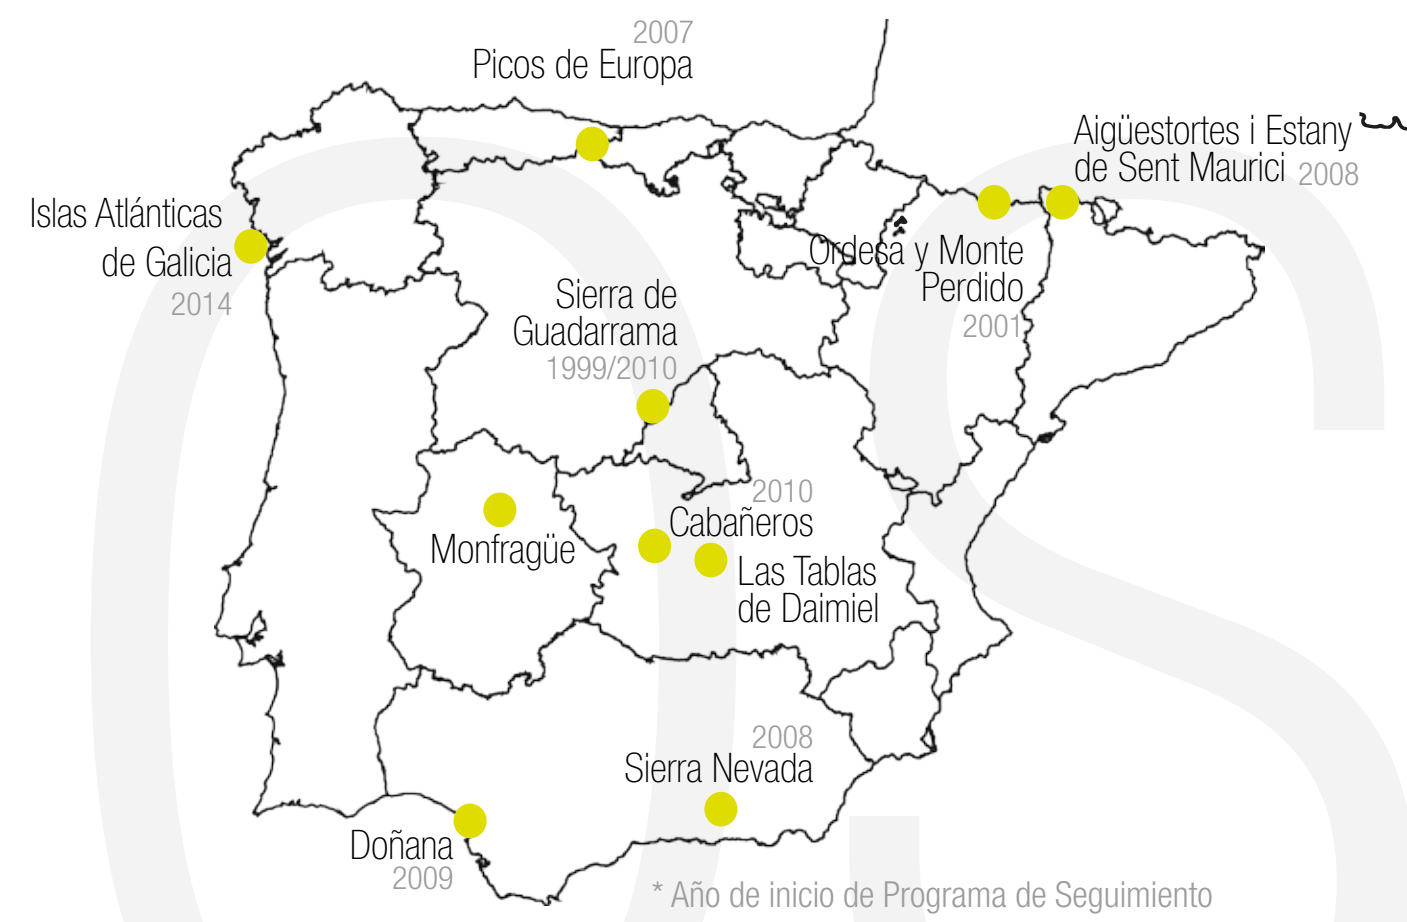 2007
Picos de Europa
Aigüestortes i Estany
de Sent Maurici 2008
Islas Atlánticas
de Galicia
2014
Ordesa y Monte
Perdido
2001
Sierra de
Guadarrama
1999/2010
2010
Cabañeros
Monfragüe
Las Tablas
de Daimiel
2008
Sierra Nevada
Doñana
2009
* Año de inicio de Programa de Seguimiento